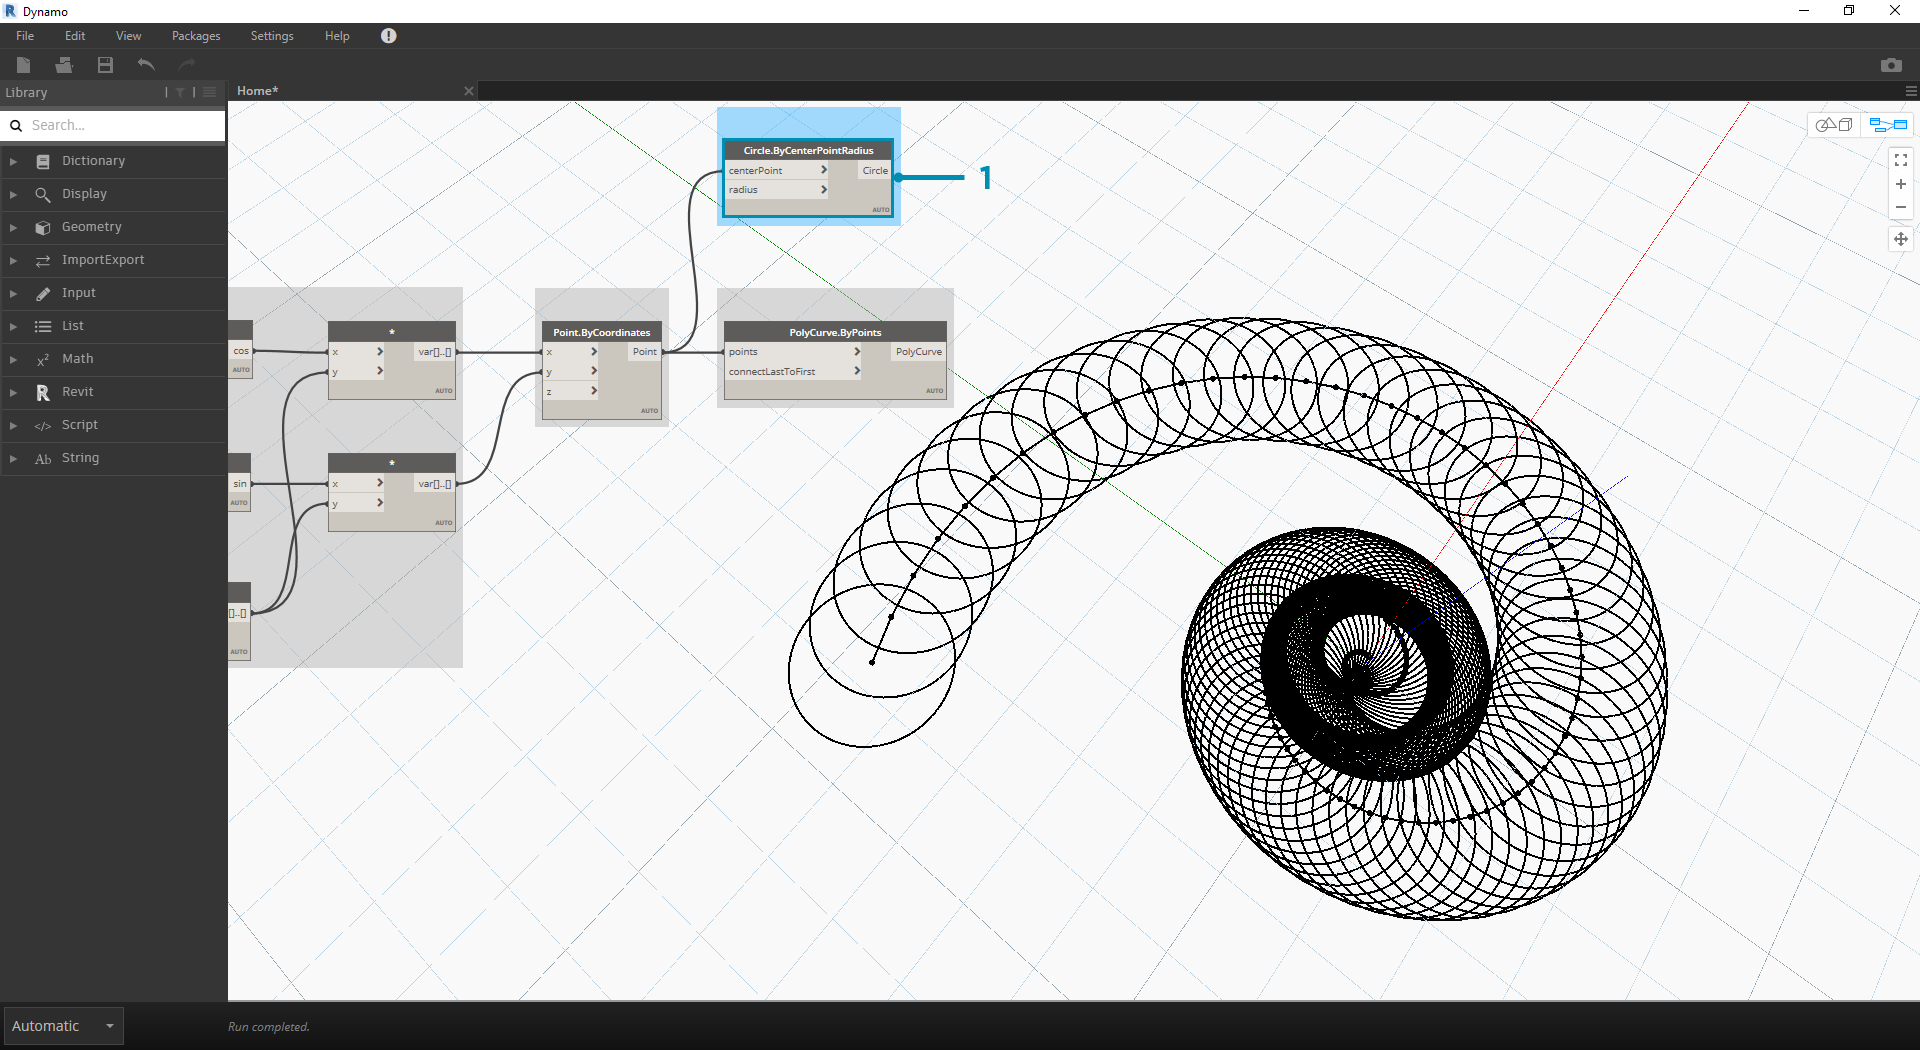 Dynamo
File Edit View Packages Settings Help
Library
Home*
Search...
Dictionary
Display
Geometry
ImportExport
Input
List
Math
Revit
Script
String
Circle.ByCenterPointRadius
centerPoint Circle
radius
AUTO
1
cos
AUTO
*
x var[]..[]
y
AUTO
Point.ByCoordinates
x Point
y
z
AUTO
PolyCurve.ByPoints
points PolyCurve
connectLastToFirst
AUTO
sin
AUTO
*
x var[]..[]
y
AUTO
[]..[]
AUTO
Automatic
Run completed.